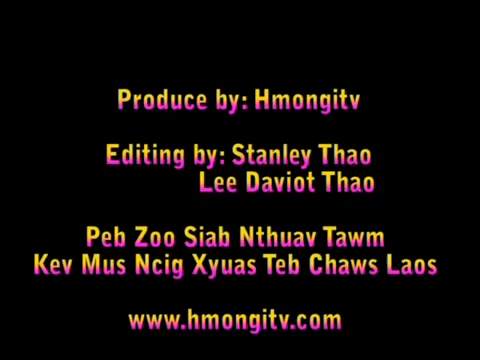 Produce by: Hmongitv
Editing by: Stanley Thao
Lee Daviot Thao
Peb Zoo Siab Nthuav Tawm
Kev Mus Ncig Xyuas Teb Chaws Laos
www.hmongitv.com